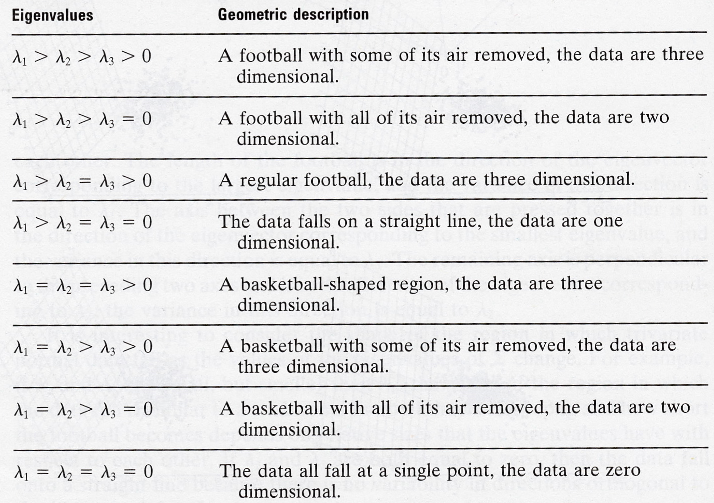 Eigenvalues Geometric description
λ₁ > λ₂ > λ₃ > 0 A football with some of its air removed, the data are three
dimensional.
λ₁ > λ₂ > λ₃ = 0 A football with all of its air removed, the data are two
dimensional.
λ₁ > λ₂ = λ₃ > 0 A regular football, the data are three dimensional.
λ₁ > λ₂ = λ₃ = 0 The data falls on a straight line, the data are one
dimensional.
λ₁ = λ₂ = λ₃ > 0 A basketball-shaped region, the data are three
dimensional.
λ₁ = λ₂ > λ₃ > 0 A basketball with some of its air removed, the data are
three dimensional.
λ₁ = λ₂ > λ₃ = 0 A basketball with all of its air removed, the data are two
dimensional.
λ₁ = λ₂ = λ₃ = 0 The data all fall at a single point, the data are zero
dimensional.